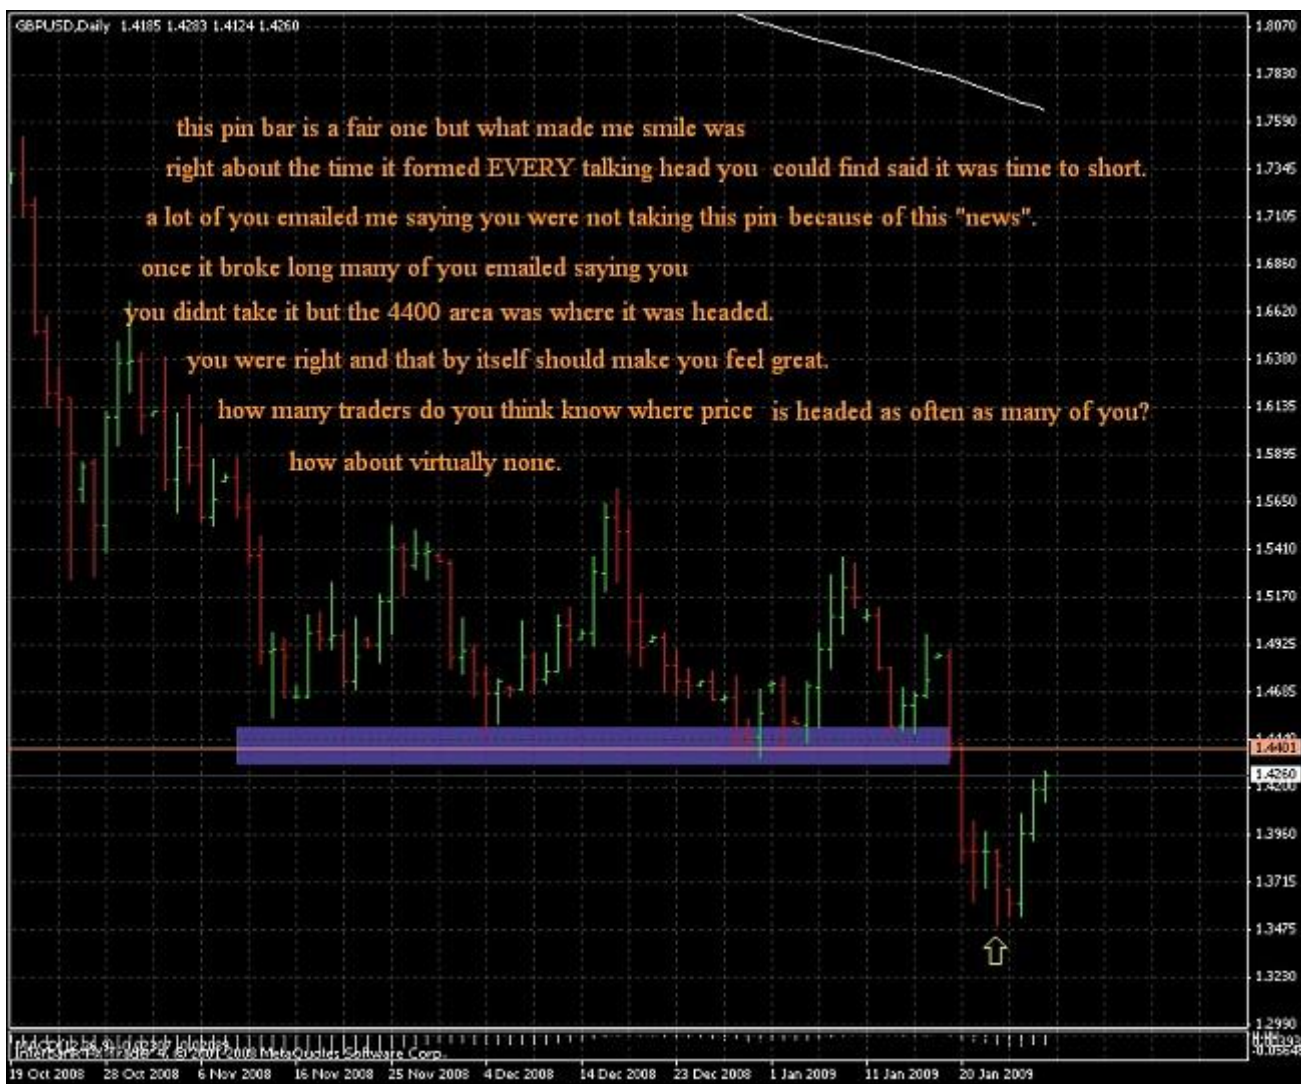 GBPUSD,Daily 1.4185 1.4283 1.4124 1.4260
this pin bar is a fair one but what made me smile was
right about the time it formed EVERY talking head you could find said it was time to short.
a lot of you emailed me saying you were not taking this pin because of this "news".
once it broke long many of you emailed saying you
you didnt take it but the 4400 area was where it was headed.
you were right and that by itself should make you feel great.
how many traders do you think know where price is headed as often as many of you?
how about virtually none.
1.8070
1.7830
1.7590
1.7345
1.7105
1.6860
1.6620
1.6380
1.6135
1.5895
1.5650
1.5410
1.5170
1.4925
1.4685
1.4401
1.4260
1.4200
1.3960
1.3715
1.3475
1.3230
1.2990
MetaQuotes Software Corp.
19 Oct 2008 28 Oct 2008 6 Nov 2008 16 Nov 2008 25 Nov 2008 4 Dec 2008 14 Dec 2008 23 Dec 2008 1 Jan 2009 11 Jan 2009 20 Jan 2009